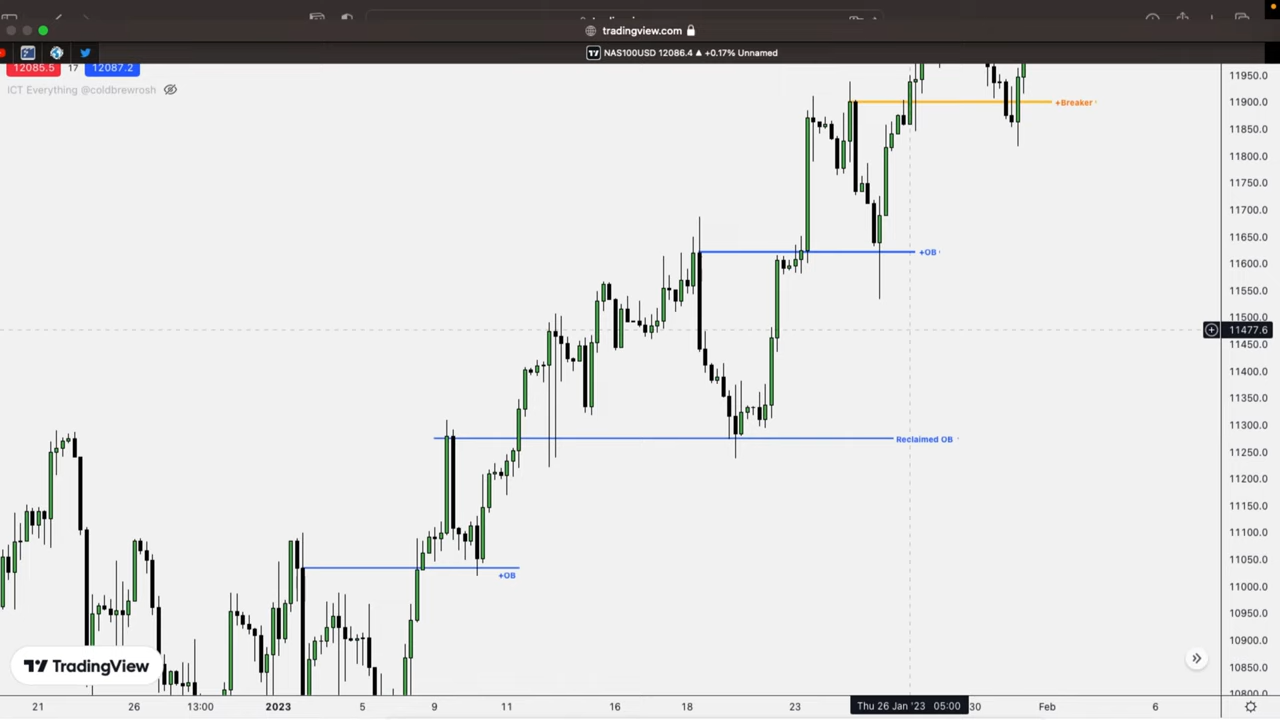 tradingview.com
NAS100USD 12086.4 ▲ +0.17% Unnamed
12085.5 17 12087.2
ICT Everything @coldbrewrosh
11950.0
+Breaker
11900.0
11850.0
11800.0
11750.0
11700.0
11650.0
+OB
11600.0
11550.0
11500.0
11477.6
11450.0
11400.0
11350.0
11300.0
Reclaimed OB
11250.0
11200.0
11150.0
11100.0
11050.0
+OB
11000.0
10950.0
10900.0
10850.0
10800.0
TradingView
21 26 13:00 2023 5 9 11 16 18 23 Thu 26 Jan '23 05:00 30 Feb 6